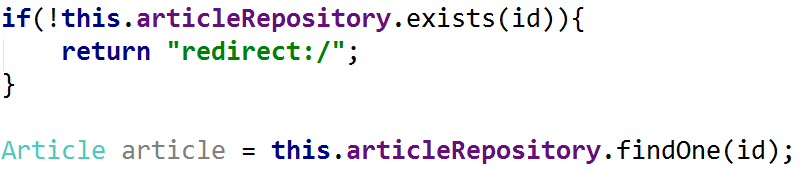 if(!this.articleRepository.exists(id)){
    return "redirect:/";
}
Article article = this.articleRepository.findOne(id);